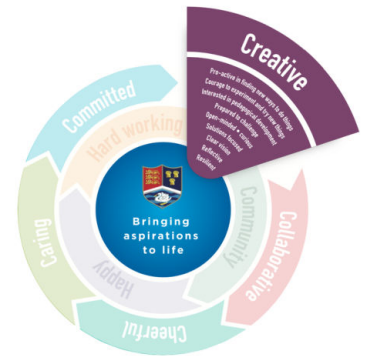 Creative
Pro-active in finding new ways to do things
Courage to experiment and try new things
Interested in pedagogical development
Prepared to challenge
Open-minded • curious
Solutions focused
Clear vision
Reflective
Resilient
Committed
Hard working
Bringing
aspirations
to life
Community
Collaborative
Caring
Happy
Cheerful